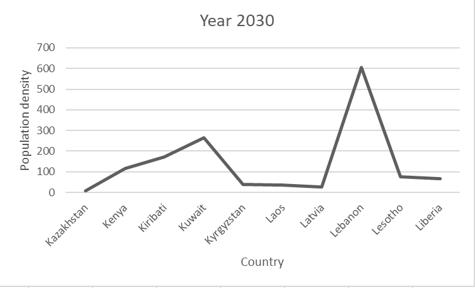 Year 2030
Population density
700
600
500
400
300
200
100
0
Kazakhstan
Kenya
Kiribati
Kuwait
Kyrgyzstan
Laos
Latvia
Lebanon
Lesotho
Liberia
Country